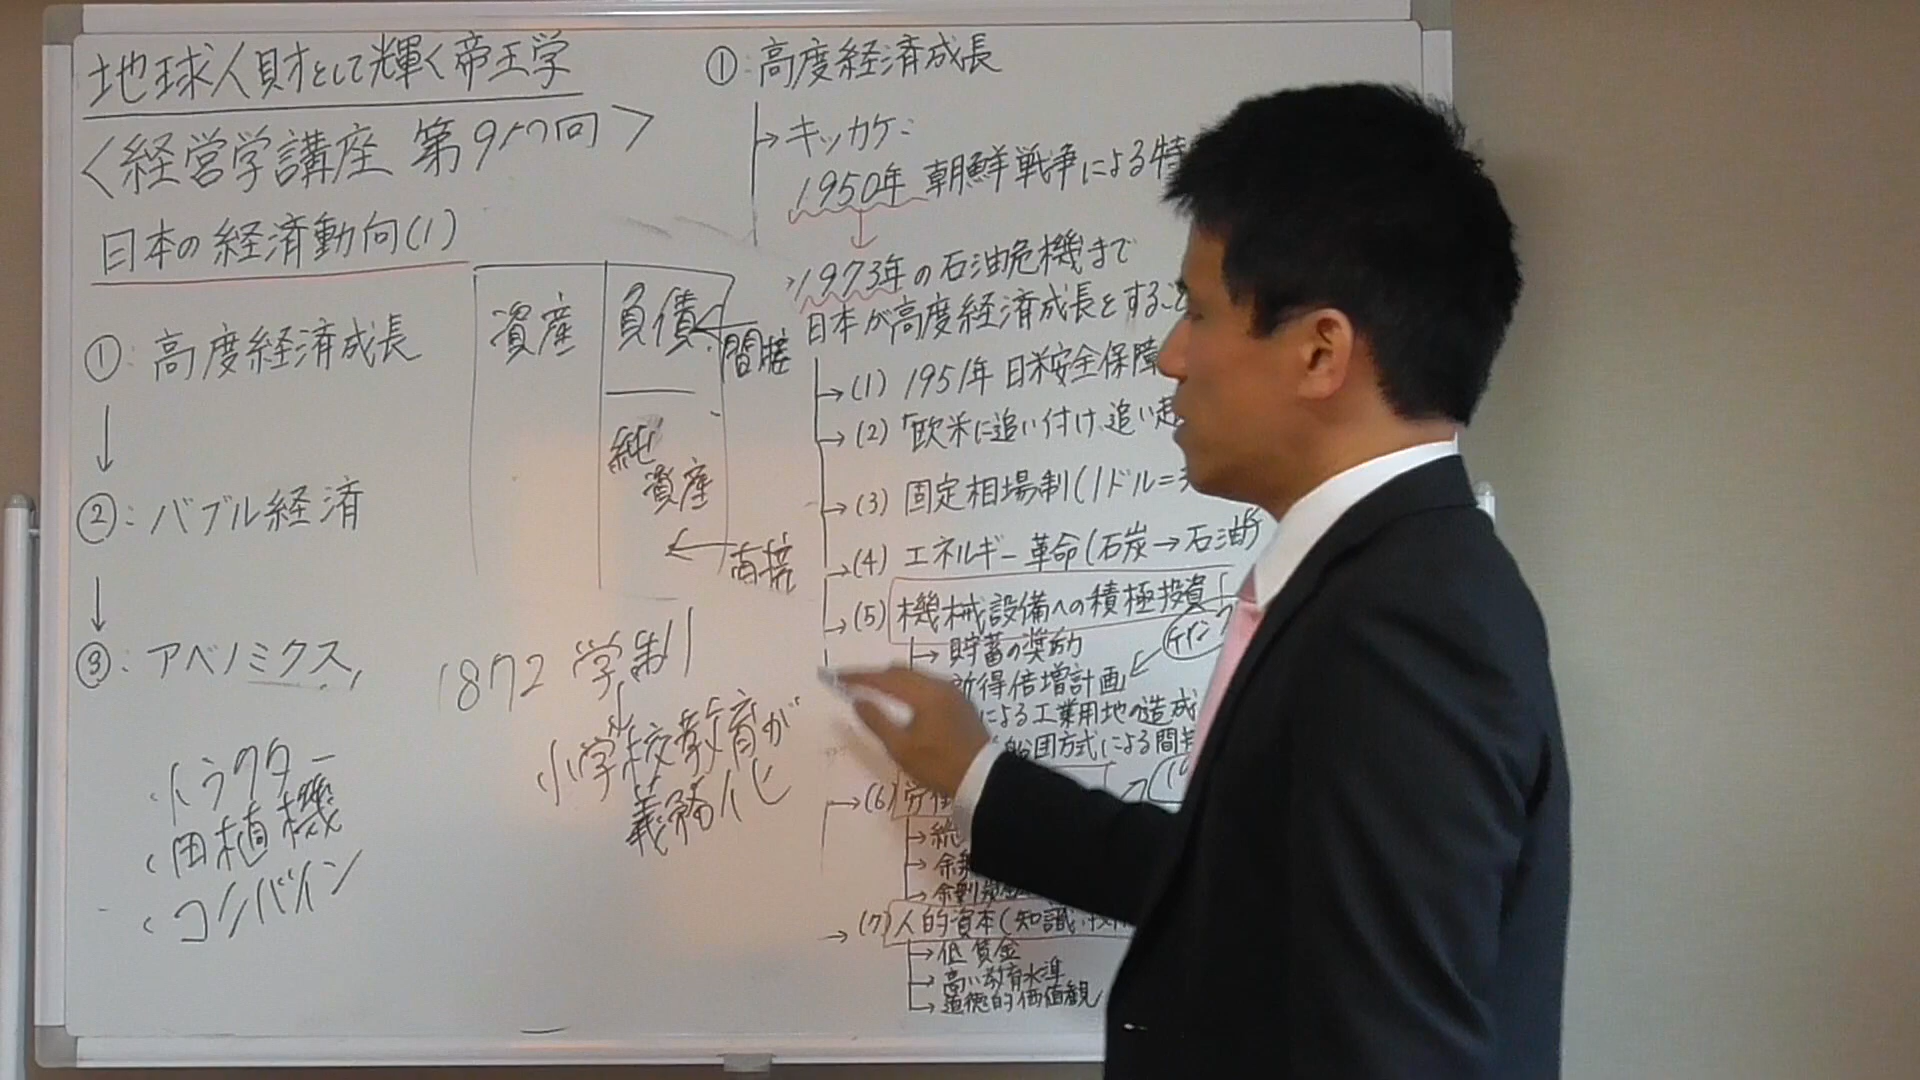 地球人財として輝く帝王学
<経営学講座 第957回>
日本の経済動向(1)
①:高度経済成長
↓
②:バブル経済
↓
③:アベノミクス
・トラクター
・田植機
・コンバイン
資産
負債
純資産
間接
直接
1872 学制
↓
小学校教育が
義務化
①:高度経済成長
→キッカケ:
1950年 朝鮮戦争による特
↓
1973年の石油危機まで
日本が高度経済成長をするこ
→(1) 1951年 日米安全保障
→(2)「欧米に追い付け、追い越
→(3) 固定相場制(1ドル=
→(4) エネルギー革命(石炭→石油)
→(5) 機械設備への積極投資
→貯蓄の奨励
所得倍増計画
による工業用地の造成
船団方式による間接
→(6) 労働
→総
→余剰
→余剰
→(7) 人的資本(知識・技術
→低賃金
→高い教育水準
→道徳的価値観